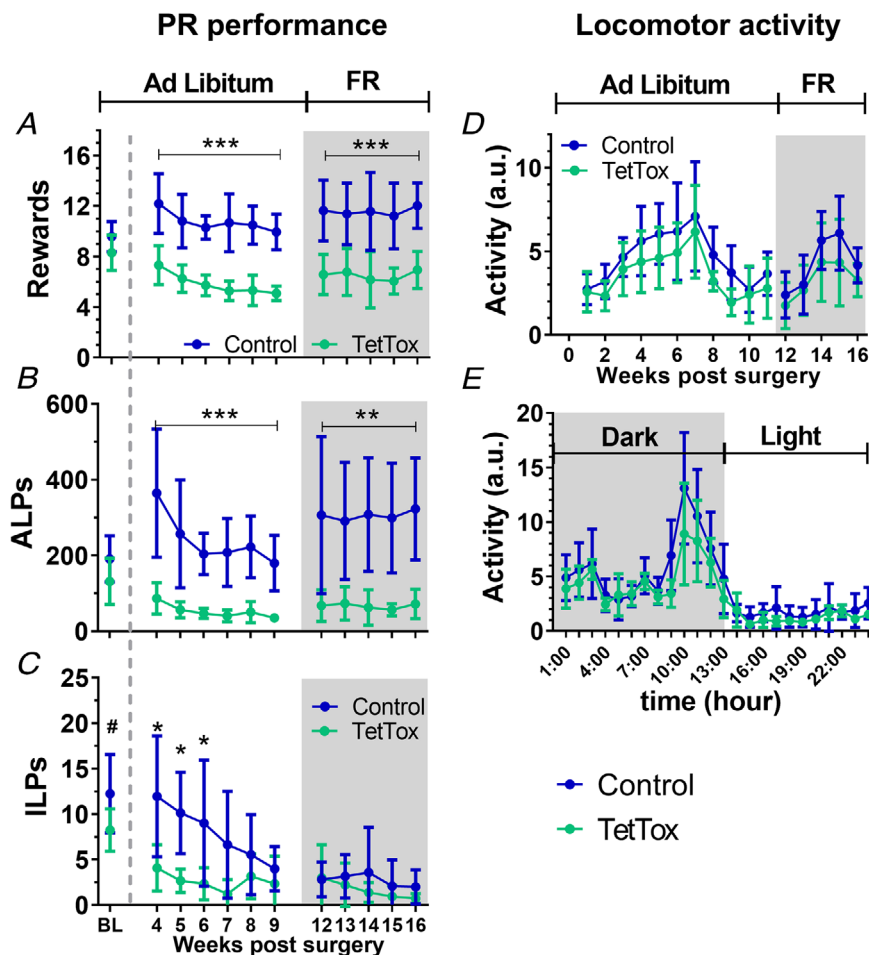 PR performance
Locomotor activity
Ad Libitum
FR
Ad Libitum
FR
A
***
***
16
12
8
4
0
Rewards
Control
TetTox
B
***
**
600
400
200
0
ALPs
C
25
20
15
10
5
0
ILPs
#
*
*
*
Control
TetTox
BL
4
5
6
7
8
9
12
13
14
15
16
Weeks post surgery
D
Control
TetTox
10
5
0
Activity (a.u.)
0
2
4
6
8
10
12
14
16
Weeks post surgery
E
20
15
10
5
0
Activity (a.u.)
Dark
Light
1:00
4:00
7:00
10:00
13:00
16:00
19:00
22:00
time (hour)
Control
TetTox